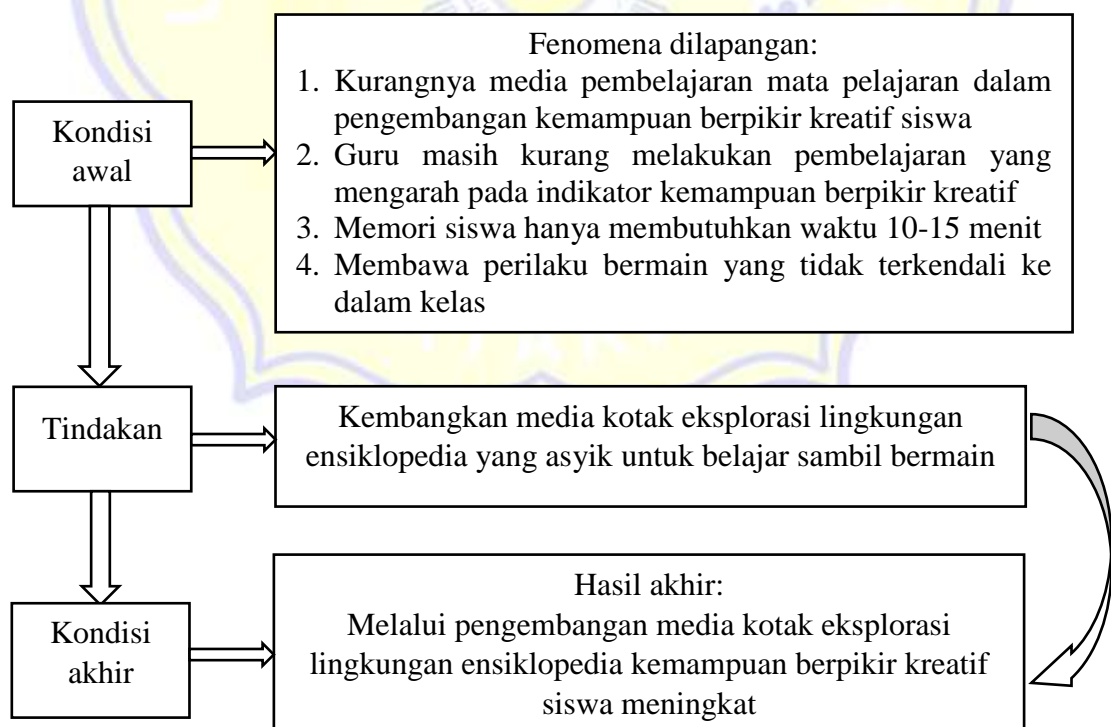 Fenomena dilapangan:
1. Kurangnya media pembelajaran mata pelajaran dalam
pengembangan kemampuan berpikir kreatif siswa
2. Guru masih kurang melakukan pembelajaran yang
mengarah pada indikator kemampuan berpikir kreatif
3. Memori siswa hanya membutuhkan waktu 10-15 menit
4. Membawa perilaku bermain yang tidak terkendali ke
dalam kelas
Kondisi
awal
Tindakan
Kembangkan media kotak eksplorasi lingkungan
ensiklopedia yang asyik untuk belajar sambil bermain
Kondisi
akhir
Hasil akhir:
Melalui pengembangan media kotak eksplorasi
lingkungan ensiklopedia kemampuan berpikir kreatif
siswa meningkat